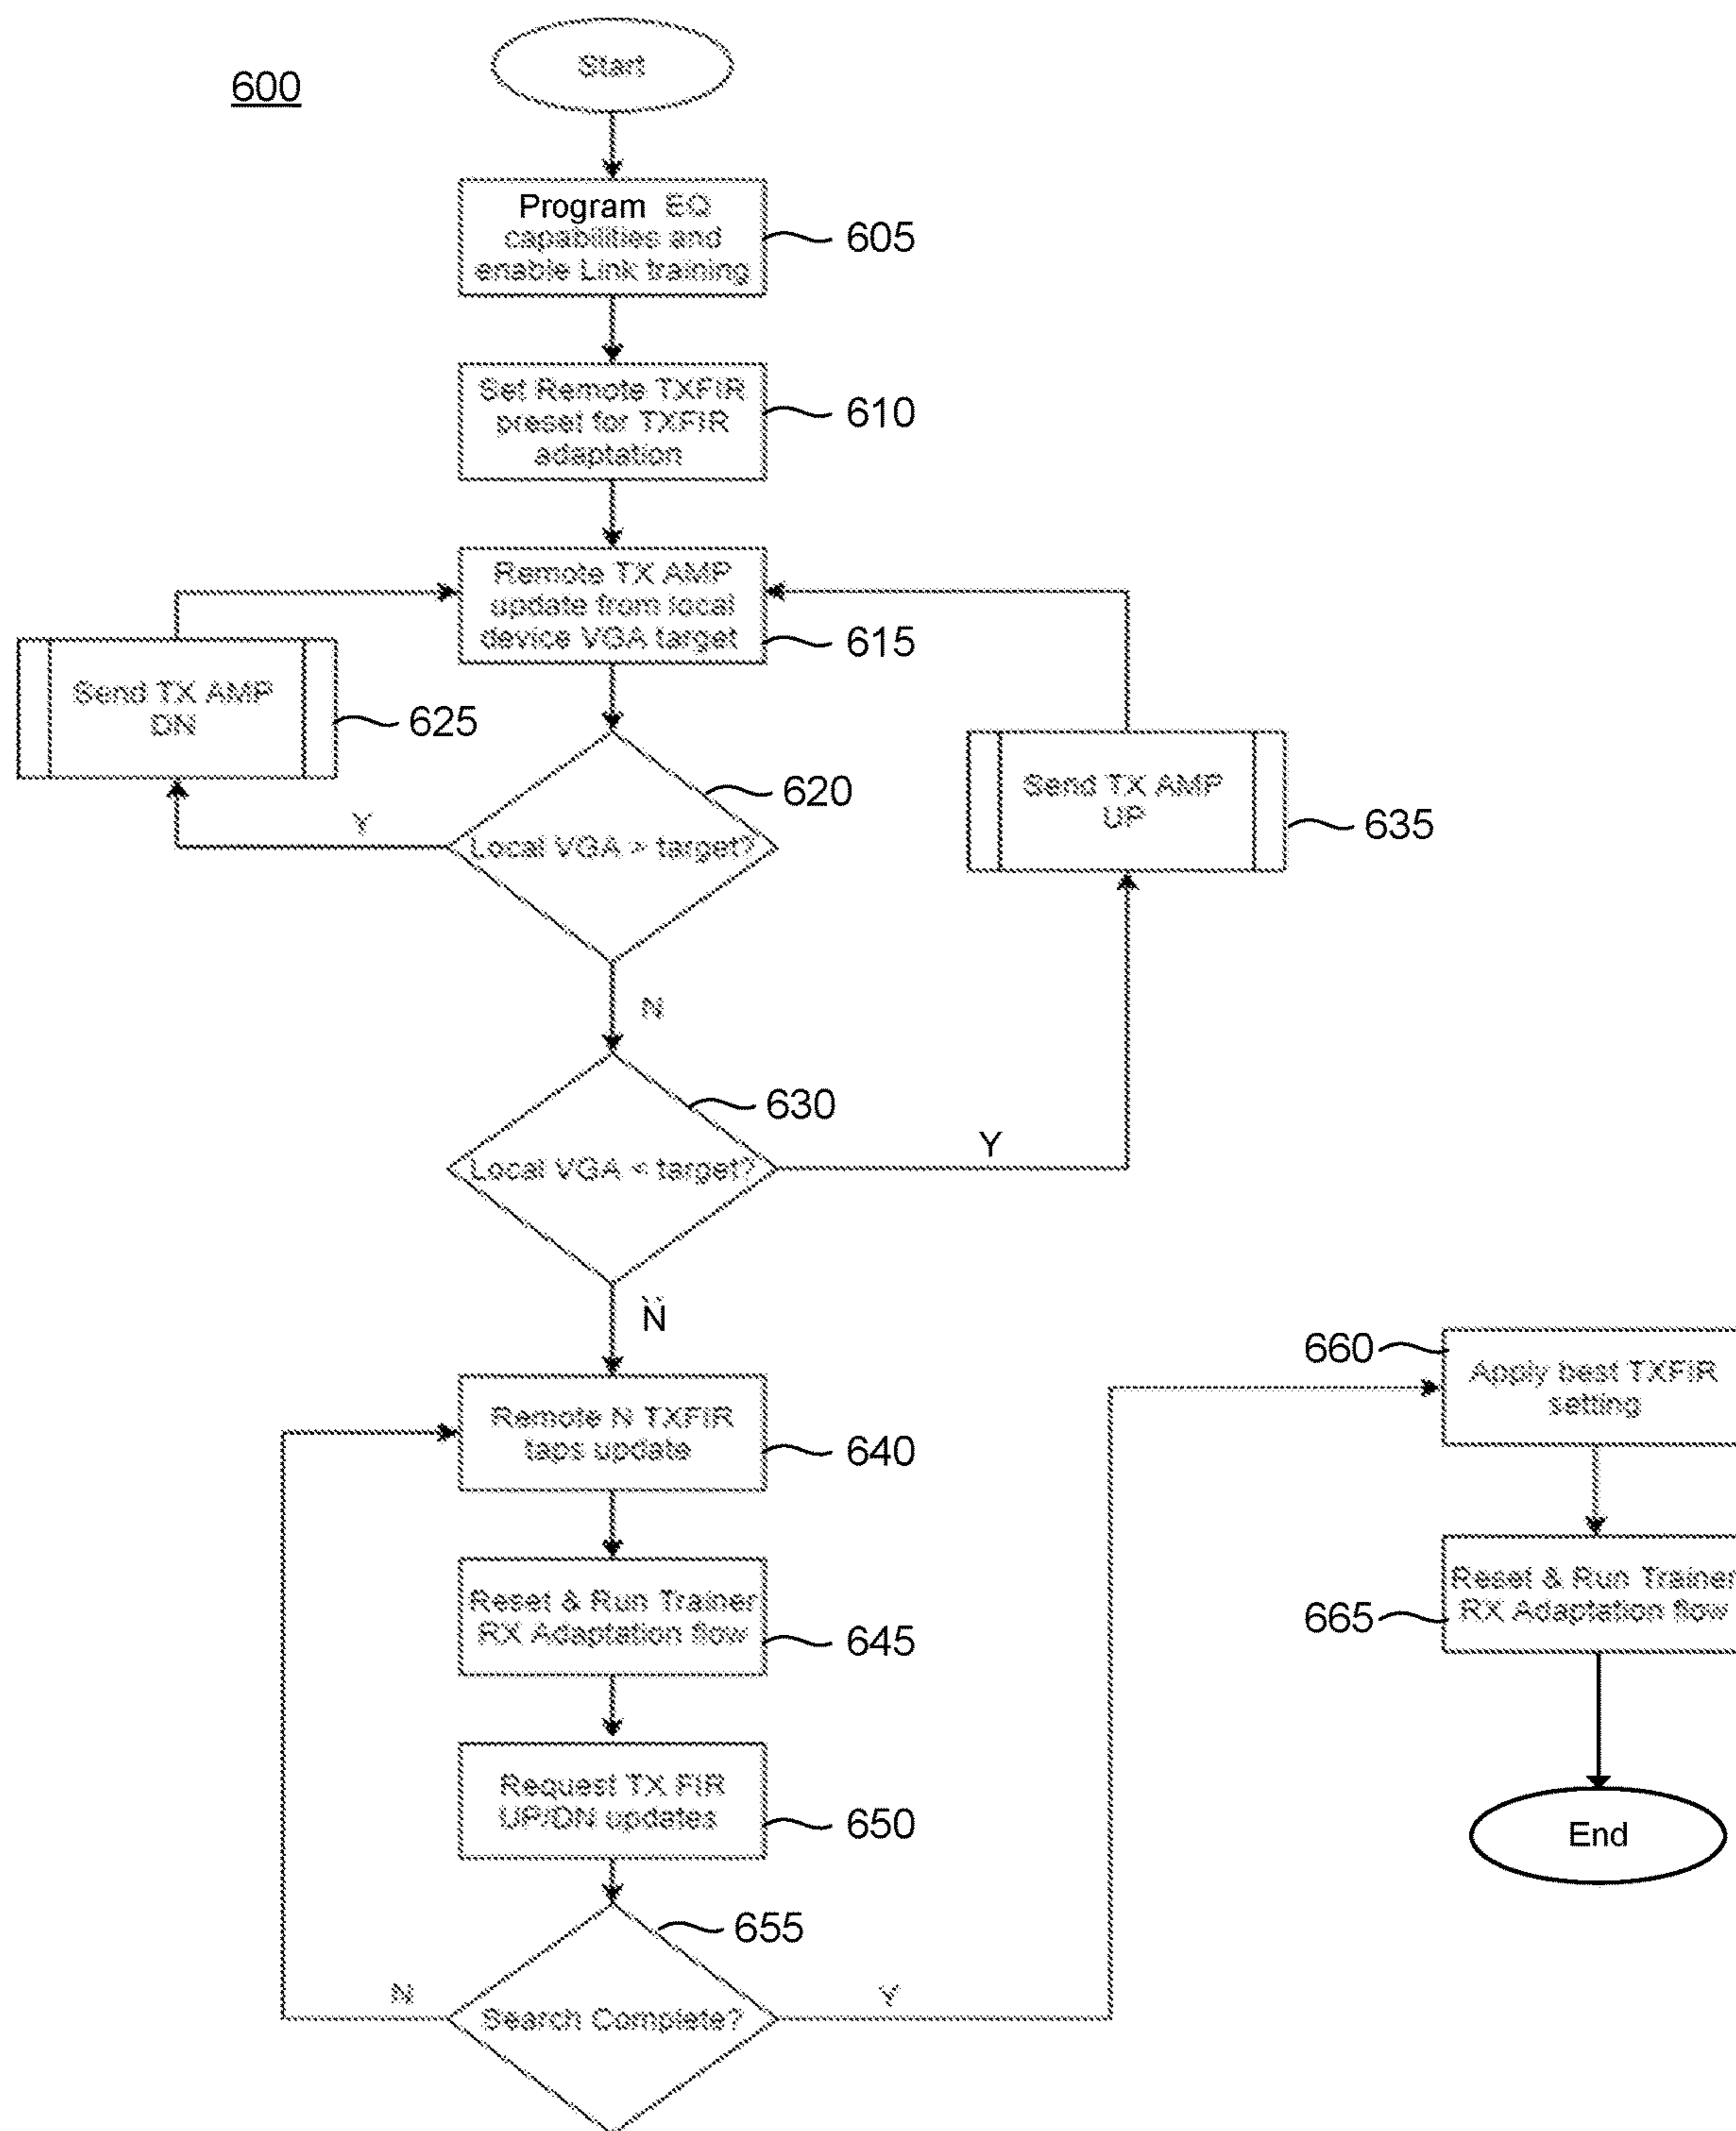 600
Start
Program EQ
capabilities and
enable Link training
605
Set Remote TXFIR
preset for TXFIR
adaptation
610
Remote TX AMP
update from local
device VGA target
615
Send TX AMP
DN
625
620
Local VGA > target?
Y
Send TX AMP
UP
635
N
630
Local VGA < target?
Y
N
Remote N TXFIR
taps update
640
660
Apply best TXFIR
setting
Reset & Run Trainer
RX Adaptation flow
645
665
Reset & Run Trainer
RX Adaptation flow
Request TX FIR
UP/DN updates
650
End
655
N
Search Complete?
Y